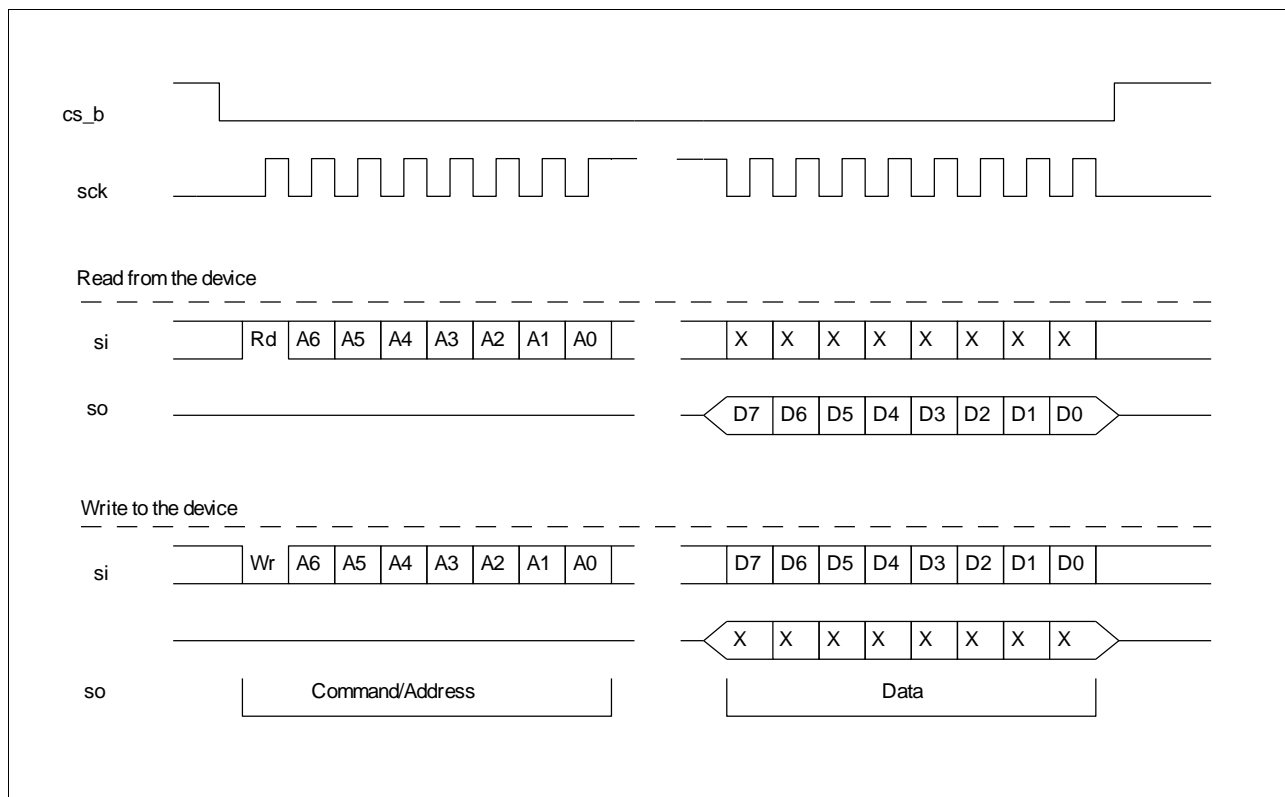 cs_b
sck
Read from the device
si Rd A6 A5 A4 A3 A2 A1 A0 X X X X X X X X
so D7 D6 D5 D4 D3 D2 D1 D0
Write to the device
si Wr A6 A5 A4 A3 A2 A1 A0 D7 D6 D5 D4 D3 D2 D1 D0
X X X X X X X X
so Command/Address Data